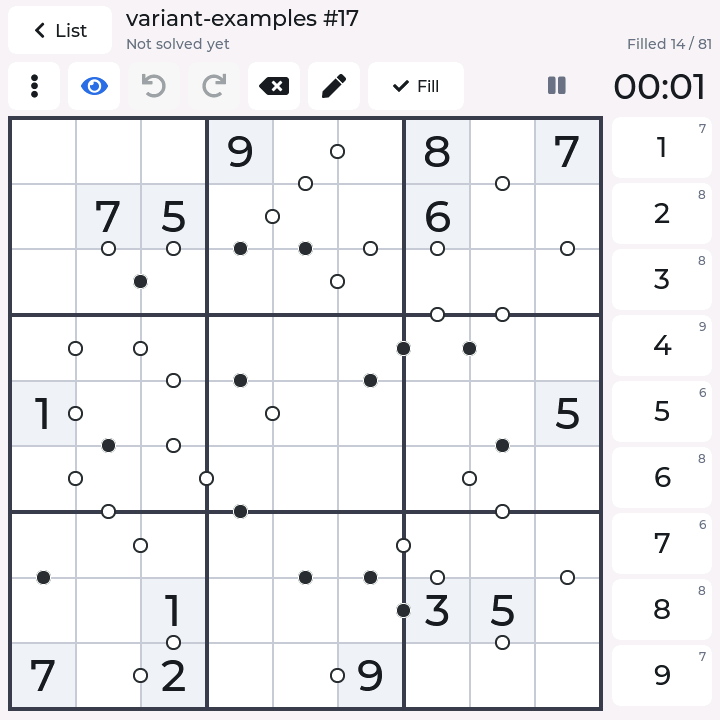 List
variant-examples #17
Not solved yet
Filled 14 / 81
Fill
00:01
9 8 7
7 5 6
1 5
1 3 5
7 2 9
1 7
2 8
3 8
4 9
5 6
6 8
7 6
8 8
9 7